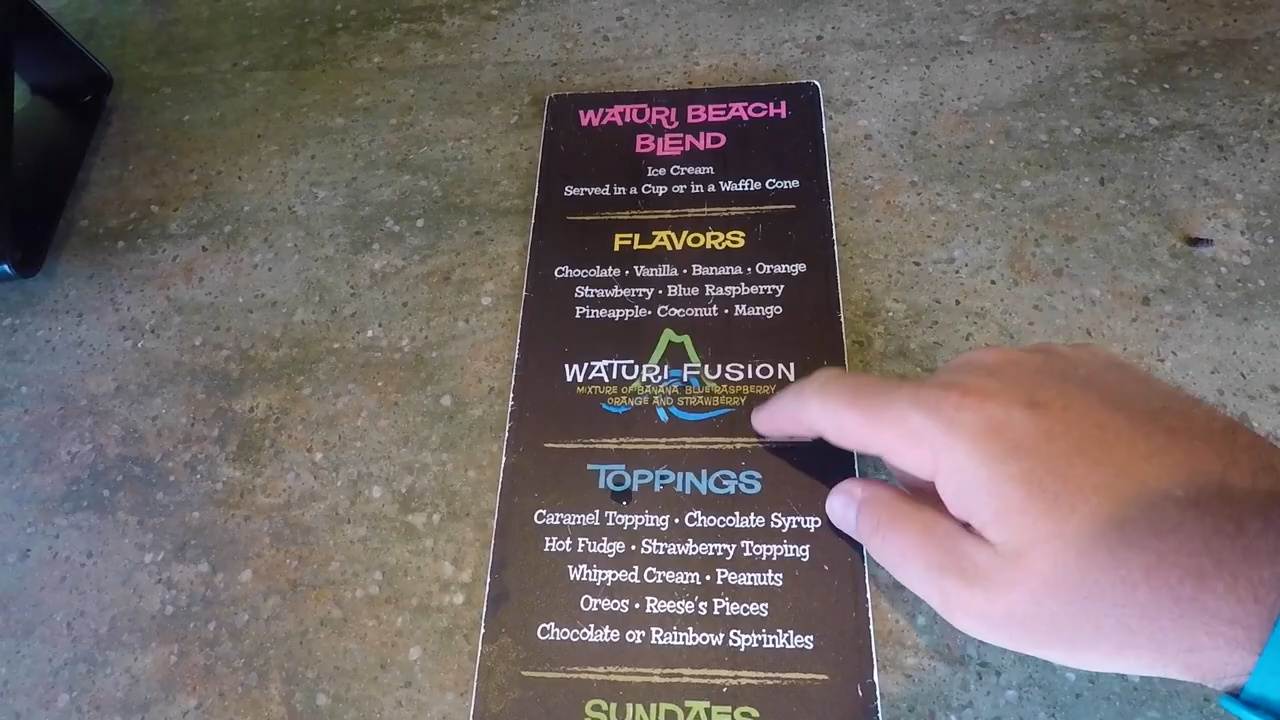 WATURI BEACH
BLEND
Ice Cream
Served in a Cup or in a Waffle Cone
FLAVORS
Chocolate • Vanilla • Banana • Orange
Strawberry • Blue Raspberry
Pineapple • Coconut • Mango
WATURI FUSION
MIXTURE OF BANANA, BLUE RASPBERRY
ORANGE AND STRAWBERRY
TOPPINGS
Caramel Topping • Chocolate Syrup
Hot Fudge • Strawberry Topping
Whipped Cream • Peanuts
Oreos • Reese's Pieces
Chocolate or Rainbow Sprinkles
SUNDAES